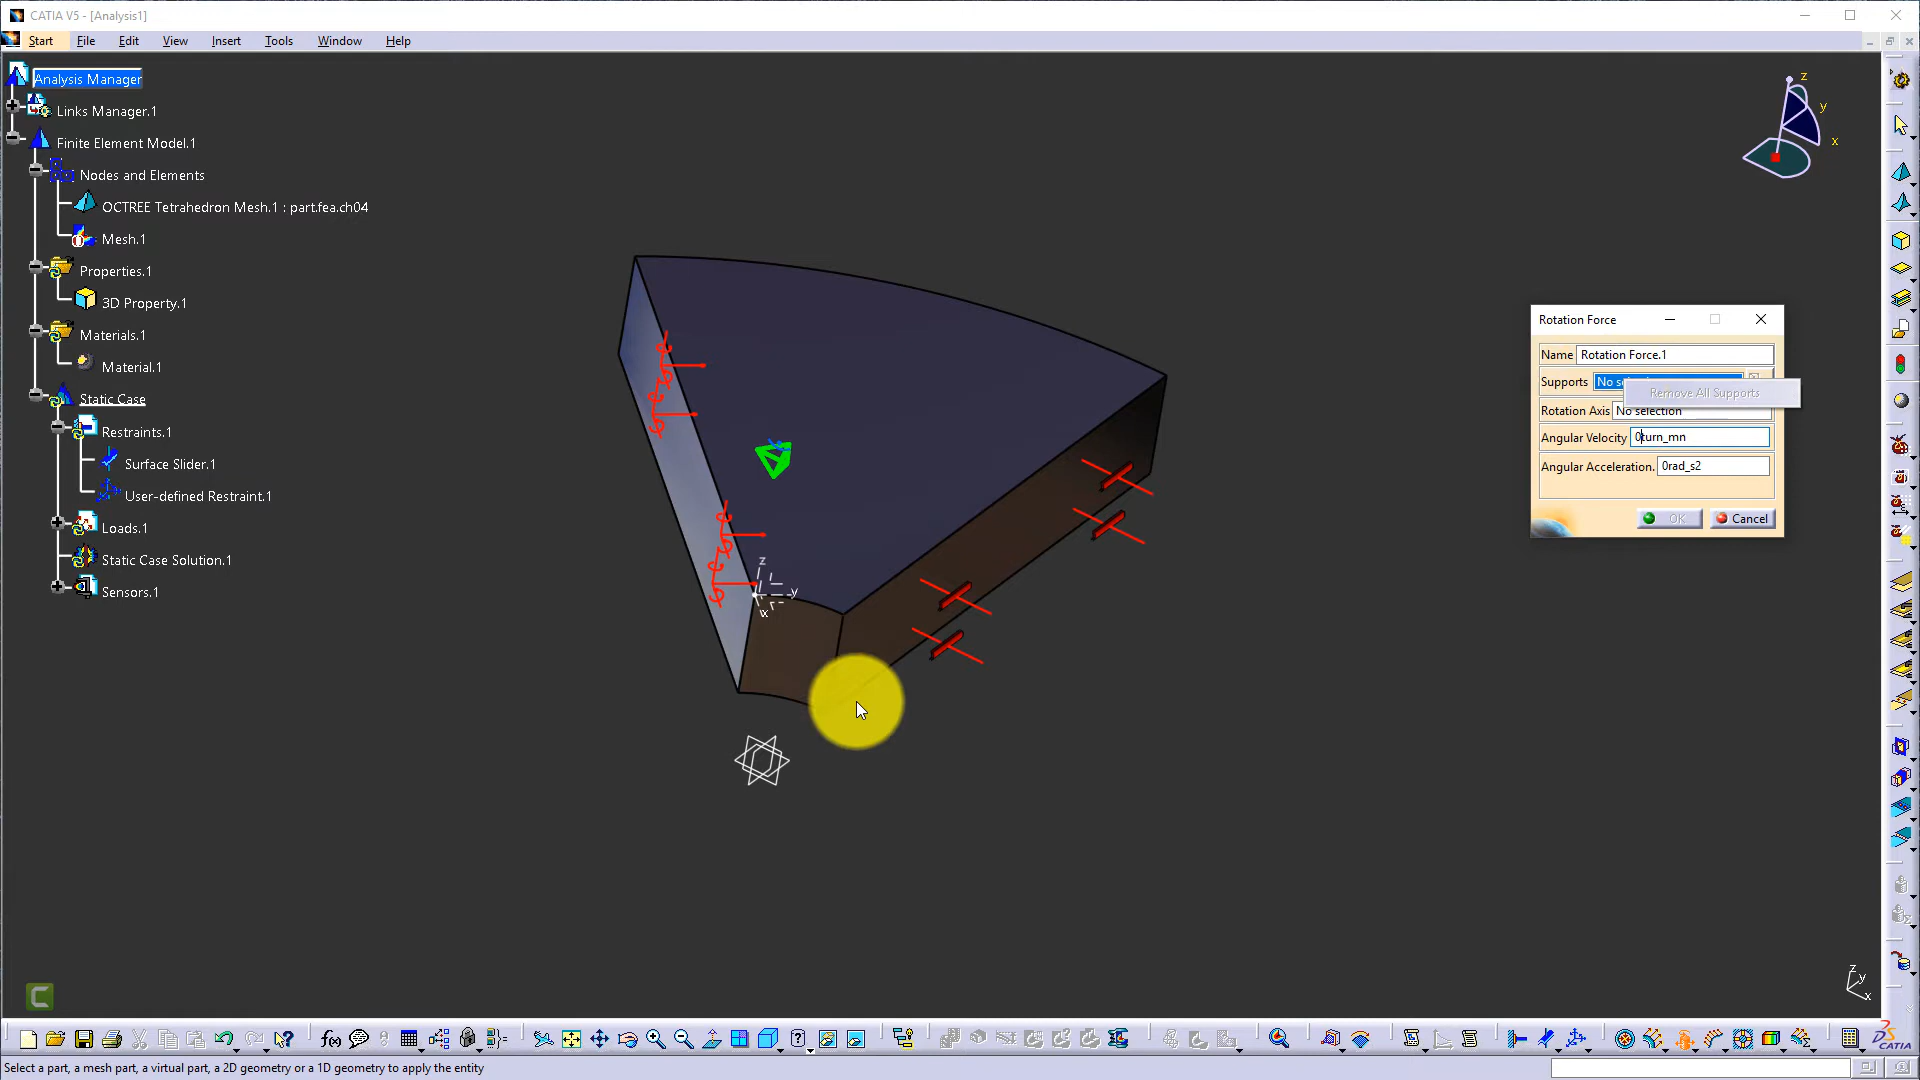 CATIA V5 - [Analysis1]
Start File Edit View Insert Tools Window Help
Analysis Manager
Links Manager.1
Finite Element Model.1
Nodes and Elements
OCTREE Tetrahedron Mesh.1 : part.fea.ch04
Mesh.1
Properties.1
3D Property.1
Materials.1
Material.1
Static Case
Restraints.1
Surface Slider.1
User-defined Restraint.1
Loads.1
Static Case Solution.1
Sensors.1
z
y
x
z
y
x
Rotation Force
Name Rotation Force.1
Supports No
Remove All Supports
Rotation Axis No selection
Angular Velocity 0turn_mn
Angular Acceleration. 0rad_s2
OK Cancel
z
y
x
CATIA
Select a part, a mesh part, a virtual part, a 2D geometry or a 1D geometry to apply the entity